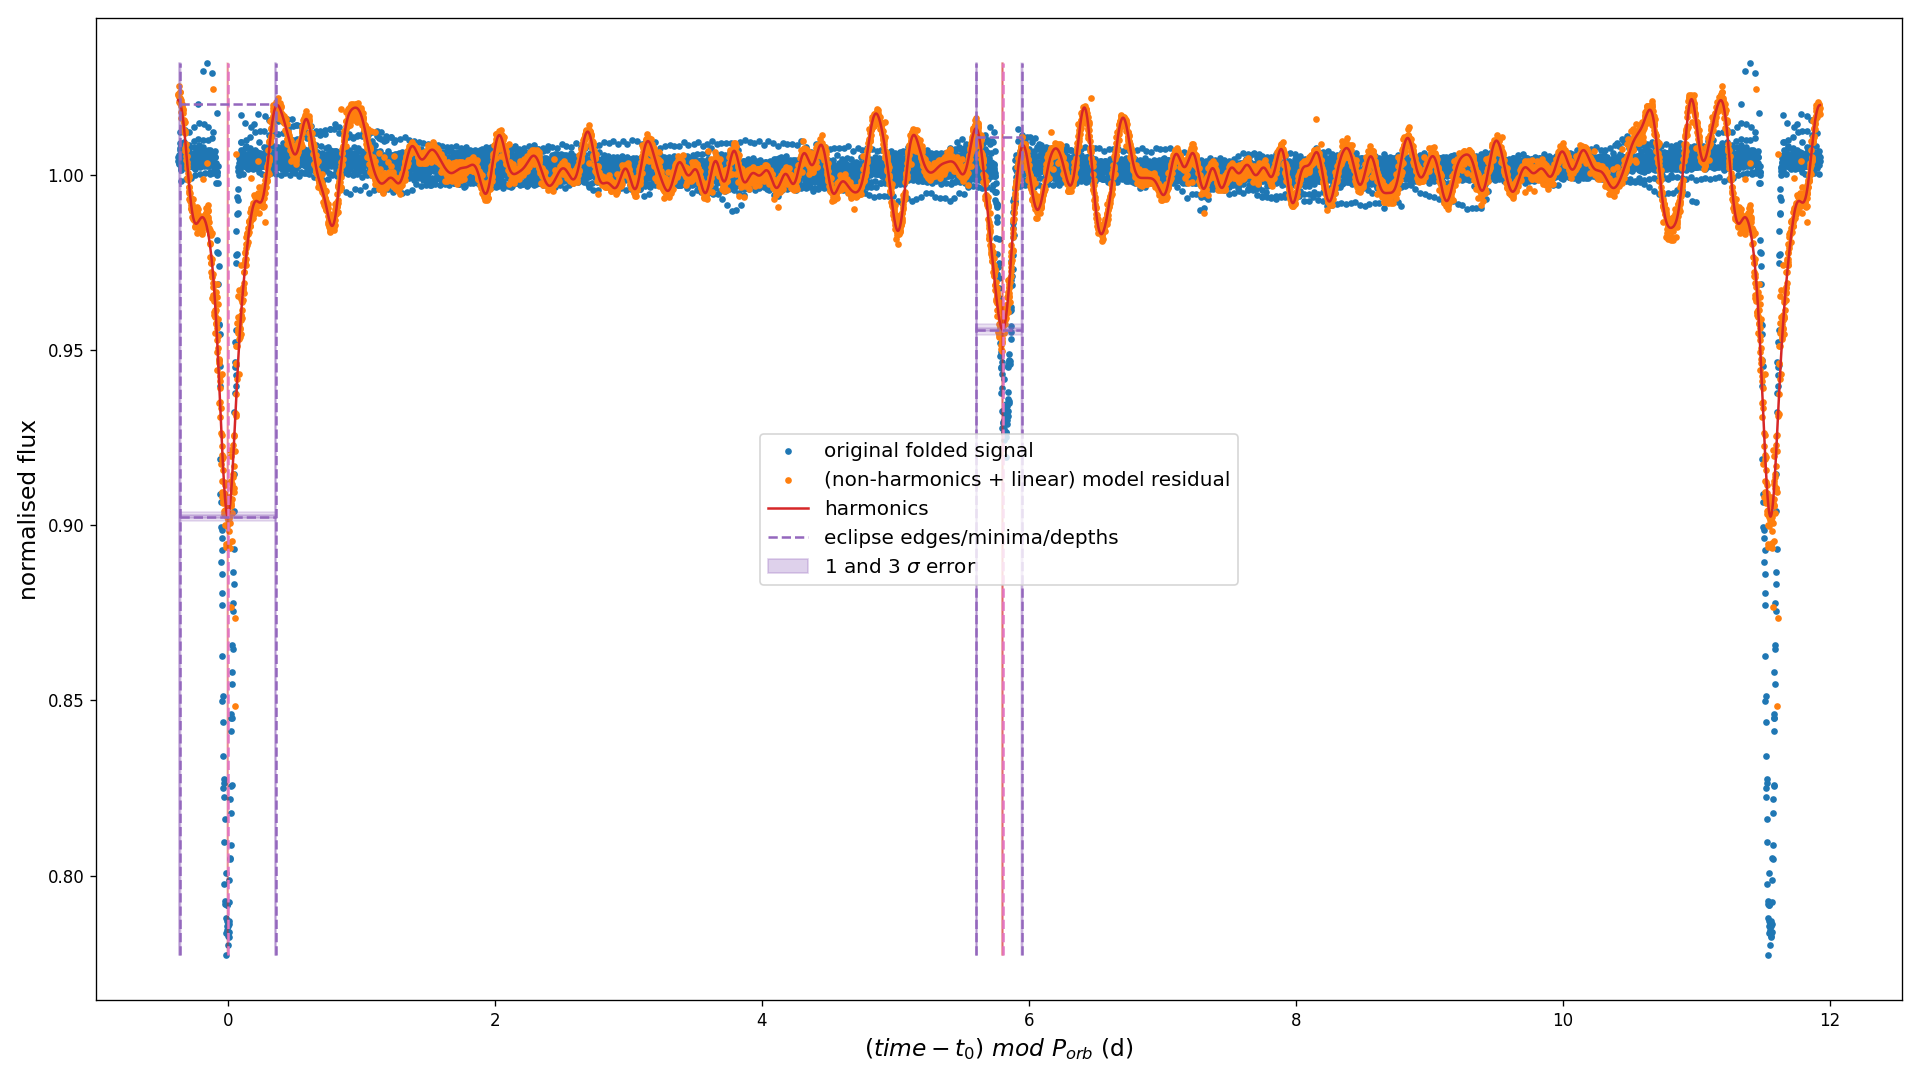 normalised flux
1.00
0.95
0.90
0.85
0.80
original folded signal
(non-harmonics + linear) model residual
harmonics
eclipse edges/minima/depths
1 and 3 σ error
0
2
4
6
8
10
12
(time − t₀) mod P_orb (d)